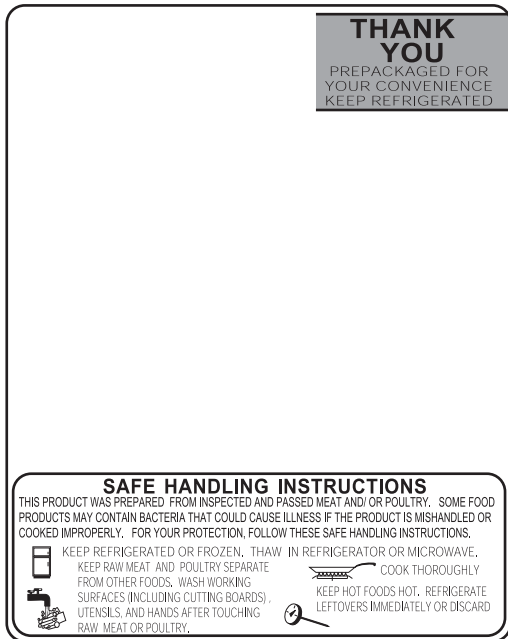 THANK
YOU
PREPACKAGED FOR
YOUR CONVENIENCE
KEEP REFRIGERATED
SAFE HANDLING INSTRUCTIONS
THIS PRODUCT WAS PREPARED FROM INSPECTED AND PASSED MEAT AND/ OR POULTRY. SOME FOOD
PRODUCTS MAY CONTAIN BACTERIA THAT COULD CAUSE ILLNESS IF THE PRODUCT IS MISHANDLED OR
COOKED IMPROPERLY. FOR YOUR PROTECTION, FOLLOW THESE SAFE HANDLING INSTRUCTIONS.
KEEP REFRIGERATED OR FROZEN. THAW IN REFRIGERATOR OR MICROWAVE.
KEEP RAW MEAT AND POULTRY SEPARATE
FROM OTHER FOODS. WASH WORKING
SURFACES (INCLUDING CUTTING BOARDS),
UTENSILS, AND HANDS AFTER TOUCHING
RAW MEAT OR POULTRY.
COOK THOROUGHLY
KEEP HOT FOODS HOT. REFRIGERATE
LEFTOVERS IMMEDIATELY OR DISCARD